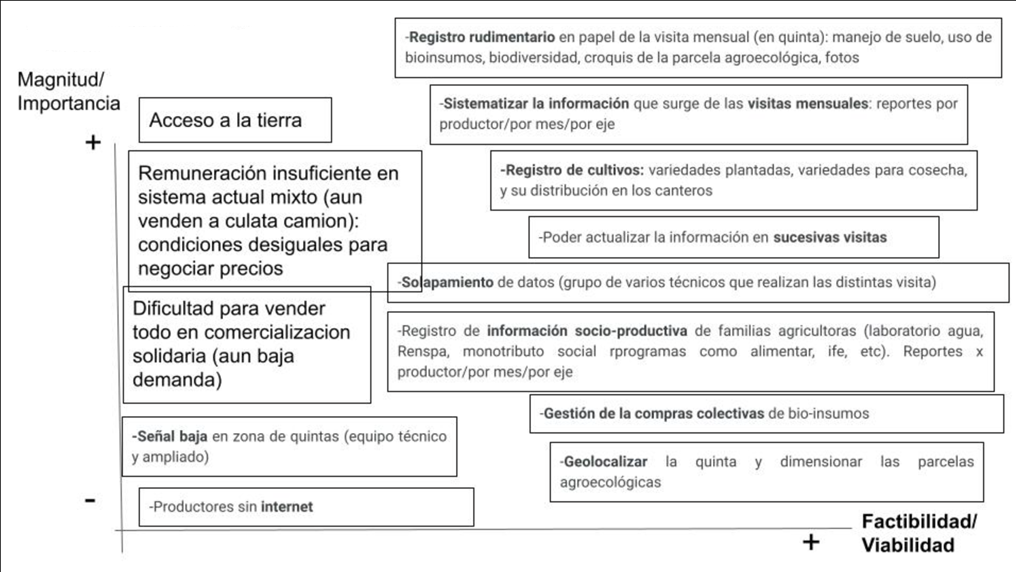 Magnitud/
Importancia
+
-
Acceso a la tierra
Remuneración insuficiente en
sistema actual mixto (aun
venden a culata camion):
condiciones desiguales para
negociar precios
Dificultad para vender
todo en comercializacion
solidaria (aun baja
demanda)
-Señal baja en zona de quintas (equipo técnico
y ampliado)
-Productores sin internet
-Registro rudimentario en papel de la visita mensual (en quinta): manejo de suelo, uso de
bioinsumos, biodiversidad, croquis de la parcela agroecológica, fotos
-Sistematizar la información que surge de las visitas mensuales: reportes por
productor/por mes/por eje
-Registro de cultivos: variedades plantadas, variedades para cosecha,
y su distribución en los canteros
-Poder actualizar la información en sucesivas visitas
-Solapamiento de datos (grupo de varios técnicos que realizan las distintas visita)
-Registro de información socio-productiva de familias agricultoras (laboratorio agua,
Renspa, monotributo social rprogramas como alimentar, ife, etc). Reportes x
productor/por mes/por eje
-Gestión de la compras colectivas de bio-insumos
-Geolocalizar la quinta y dimensionar las parcelas
agroecológicas
+
Factibilidad/
Viabilidad